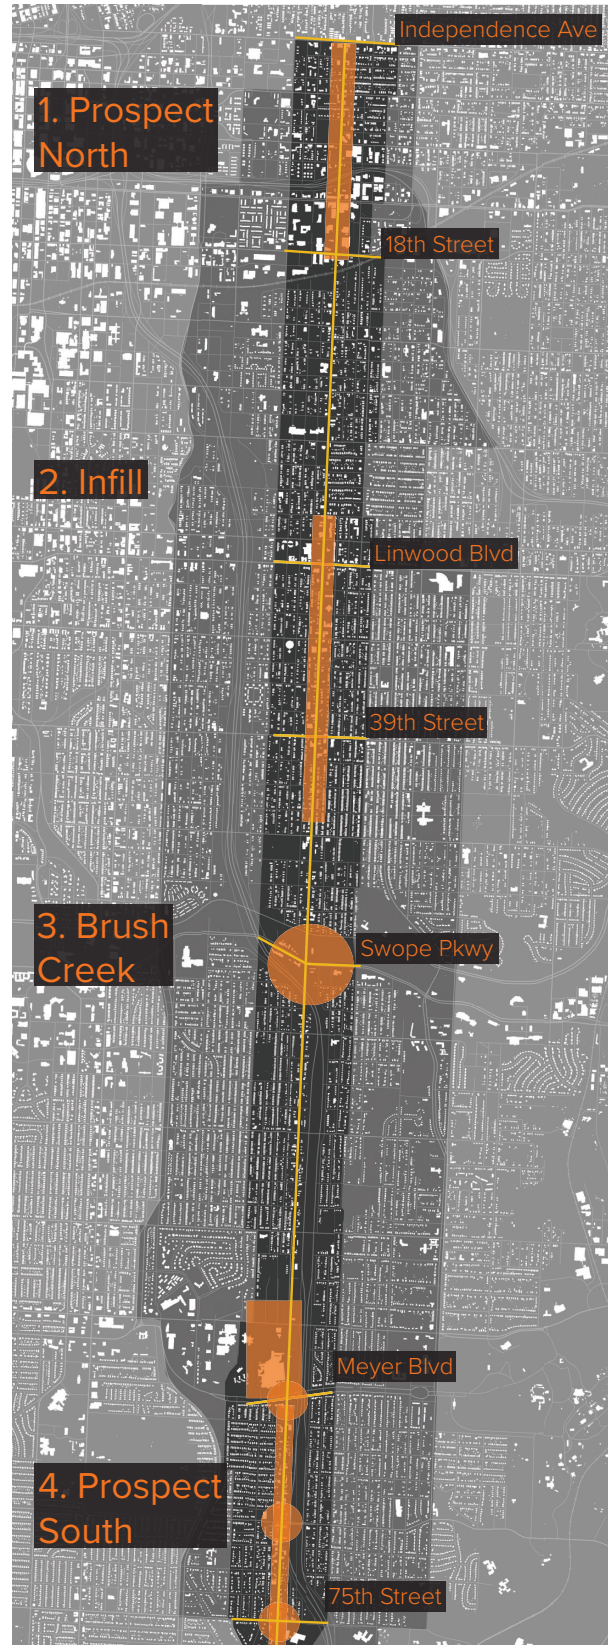 Independence Ave
1. Prospect
North
18th Street
2. Infill
Linwood Blvd
39th Street
3. Brush
Creek
Swope Pkwy
Meyer Blvd
4. Prospect
South
75th Street